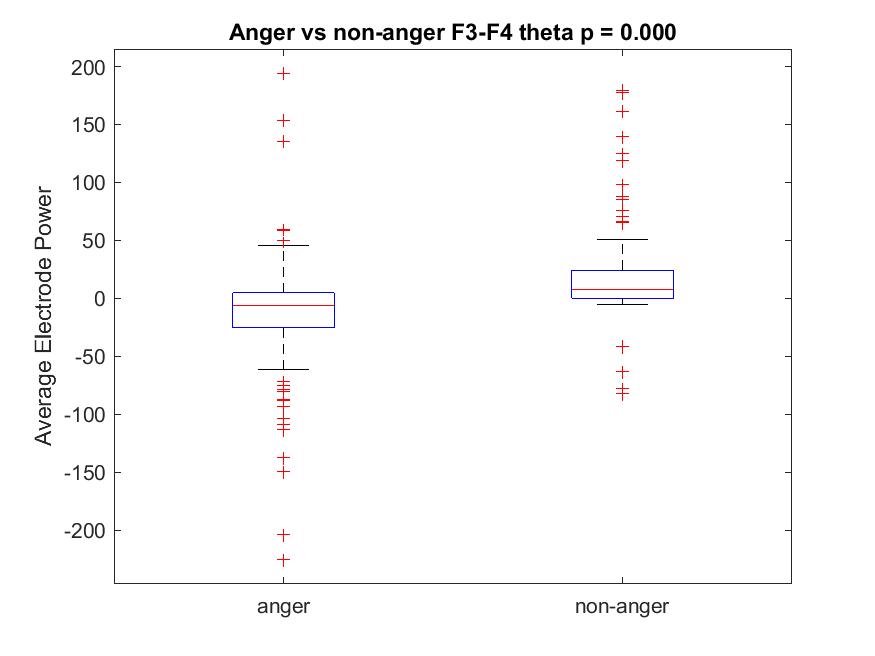 Anger vs non-anger F3-F4 theta p = 0.000
Average Electrode Power
200
150
100
50
0
-50
-100
-150
-200
anger
non-anger